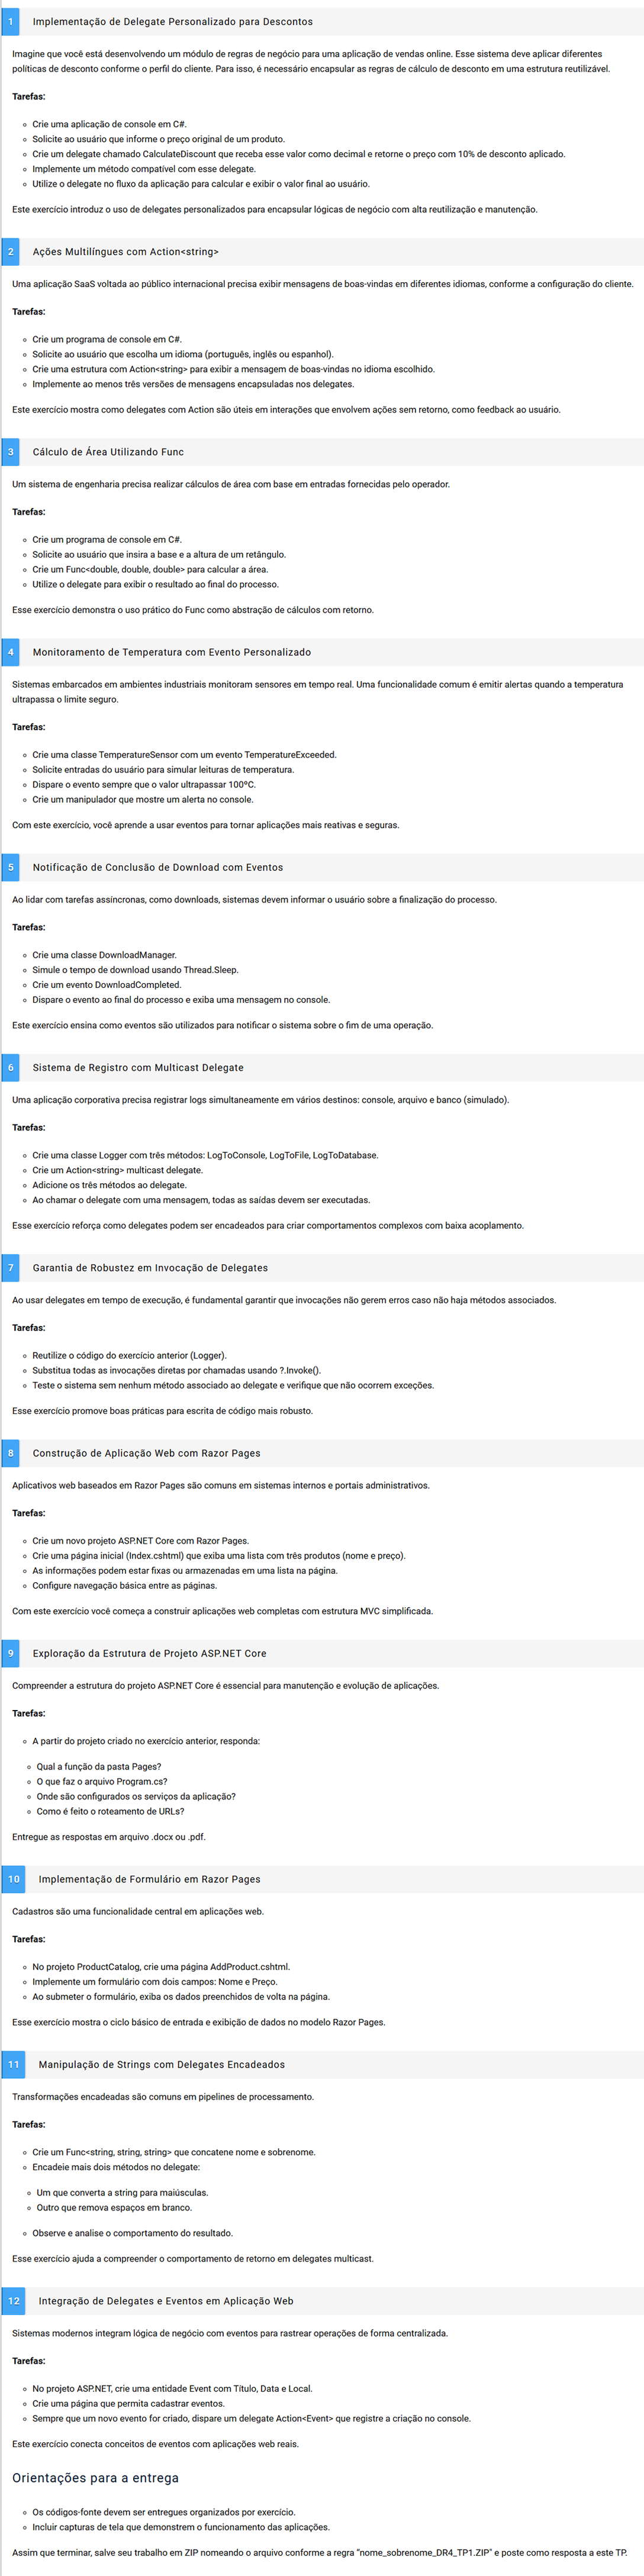 1 Implementação de Delegate Personalizado para Descontos
Imagine que você está desenvolvendo um módulo de regras de negócio para uma aplicação de vendas online. Esse sistema deve aplicar diferentes
políticas de desconto conforme o perfil do cliente. Para isso, é necessário encapsular as regras de cálculo de desconto em uma estrutura reutilizável.
Tarefas:
Crie uma aplicação de console em C#.
Solicite ao usuário que informe o preço original de um produto.
Crie um delegate chamado CalculateDiscount que receba esse valor como decimal e retorne o preço com 10% de desconto aplicado.
Implemente um método compatível com esse delegate.
Utilize o delegate no fluxo da aplicação para calcular e exibir o valor final ao usuário.
Este exercício introduz o uso de delegates personalizados para encapsular lógicas de negócio com alta reutilização e manutenção.
2 Ações Multilíngues com Action<string>
Uma aplicação SaaS voltada ao público internacional precisa exibir mensagens de boas-vindas em diferentes idiomas, conforme a configuração do cliente.
Tarefas:
Crie um programa de console em C#.
Solicite ao usuário que escolha um idioma (português, inglês ou espanhol).
Crie uma estrutura com Action<string> para exibir a mensagem de boas-vindas no idioma escolhido.
Implemente ao menos três versões de mensagens encapsuladas nos delegates.
Este exercício mostra como delegates com Action são úteis em interações que envolvem ações sem retorno, como feedback ao usuário.
3 Cálculo de Área Utilizando Func
Um sistema de engenharia precisa realizar cálculos de área com base em entradas fornecidas pelo operador.
Tarefas:
Crie um programa de console em C#.
Solicite ao usuário que insira a base e a altura de um retângulo.
Crie um Func<double, double, double> para calcular a área.
Utilize o delegate para exibir o resultado ao final do processo.
Esse exercício demonstra o uso prático do Func como abstração de cálculos com retorno.
4 Monitoramento de Temperatura com Evento Personalizado
Sistemas embarcados em ambientes industriais monitoram sensores em tempo real. Uma funcionalidade comum é emitir alertas quando a temperatura
ultrapassa o limite seguro.
Tarefas:
Crie uma classe TemperatureSensor com um evento TemperatureExceeded.
Solicite entradas do usuário para simular leituras de temperatura.
Dispare o evento sempre que o valor ultrapassar 100ºC.
Crie um manipulador que mostre um alerta no console.
Com este exercício, você aprende a usar eventos para tornar aplicações mais reativas e seguras.
5 Notificação de Conclusão de Download com Eventos
Ao lidar com tarefas assíncronas, como downloads, sistemas devem informar o usuário sobre a finalização do processo.
Tarefas:
Crie uma classe DownloadManager.
Simule o tempo de download usando Thread.Sleep.
Crie um evento DownloadCompleted.
Dispare o evento ao final do processo e exiba uma mensagem no console.
Este exercício ensina como eventos são utilizados para notificar o sistema sobre o fim de uma operação.
6 Sistema de Registro com Multicast Delegate
Uma aplicação corporativa precisa registrar logs simultaneamente em vários destinos: console, arquivo e banco (simulado).
Tarefas:
Crie uma classe Logger com três métodos: LogToConsole, LogToFile, LogToDatabase.
Crie um Action<string> multicast delegate.
Adicione os três métodos ao delegate.
Ao chamar o delegate com uma mensagem, todas as saídas devem ser executadas.
Esse exercício reforça como delegates podem ser encadeados para criar comportamentos complexos com baixa acoplamento.
7 Garantia de Robustez em Invocação de Delegates
Ao usar delegates em tempo de execução, é fundamental garantir que invocações não gerem erros caso não haja métodos associados.
Tarefas:
Reutilize o código do exercício anterior (Logger).
Substitua todas as invocações diretas por chamadas usando ?.Invoke().
Teste o sistema sem nenhum método associado ao delegate e verifique que não ocorrem exceções.
Esse exercício promove boas práticas para escrita de código mais robusto.
8 Construção de Aplicação Web com Razor Pages
Aplicativos web baseados em Razor Pages são comuns em sistemas internos e portais administrativos.
Tarefas:
Crie um novo projeto ASP.NET Core com Razor Pages.
Crie uma página inicial (Index.cshtml) que exiba uma lista com três produtos (nome e preço).
As informações podem estar fixas ou armazenadas em uma lista na página.
Configure navegação básica entre as páginas.
Com este exercício você começa a construir aplicações web completas com estrutura MVC simplificada.
9 Exploração da Estrutura de Projeto ASP.NET Core
Compreender a estrutura do projeto ASP.NET Core é essencial para manutenção e evolução de aplicações.
Tarefas:
A partir do projeto criado no exercício anterior, responda:
Qual a função da pasta Pages?
O que faz o arquivo Program.cs?
Onde são configurados os serviços da aplicação?
Como é feito o roteamento de URLs?
Entregue as respostas em arquivo .docx ou .pdf.
10 Implementação de Formulário em Razor Pages
Cadastros são uma funcionalidade central em aplicações web.
Tarefas:
No projeto ProductCatalog, crie uma página AddProduct.cshtml.
Implemente um formulário com dois campos: Nome e Preço.
Ao submeter o formulário, exiba os dados preenchidos de volta na página.
Esse exercício mostra o ciclo básico de entrada e exibição de dados no modelo Razor Pages.
11 Manipulação de Strings com Delegates Encadeados
Transformações encadeadas são comuns em pipelines de processamento.
Tarefas:
Crie um Func<string, string, string> que concatene nome e sobrenome.
Encadeie mais dois métodos no delegate:
Um que converta a string para maiúsculas.
Outro que remova espaços em branco.
Observe e analise o comportamento do resultado.
Esse exercício ajuda a compreender o comportamento de retorno em delegates multicast.
12 Integração de Delegates e Eventos em Aplicação Web
Sistemas modernos integram lógica de negócio com eventos para rastrear operações de forma centralizada.
Tarefas:
No projeto ASP.NET, crie uma entidade Event com Título, Data e Local.
Crie uma página que permita cadastrar eventos.
Sempre que um novo evento for criado, dispare um delegate Action<Event> que registre a criação no console.
Este exercício conecta conceitos de eventos com aplicações web reais.
Orientações para a entrega
Os códigos-fonte devem ser entregues organizados por exercício.
Incluir capturas de tela que demonstrem o funcionamento das aplicações.
Assim que terminar, salve seu trabalho em ZIP nomeando o arquivo conforme a regra “nome_sobrenome_DR4_TP1.ZIP” e poste como resposta a este TP.